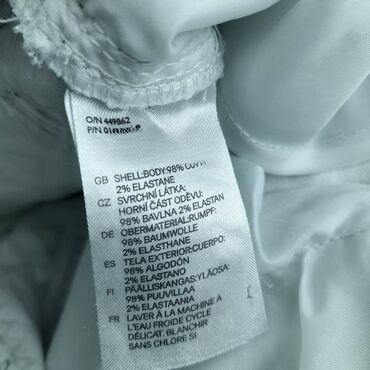 O/N 449862
P/N
GB SHELL:BODY:98%
2% ELASTANE
CZ SVRCHNÍ LÁTKA:
HORNÍ ČÁST ODĚVU:
98% BAVLNA 2% ELASTAN
DE OBERMATERIAL:RUMPF:
98% BAUMWOLLE
2% ELASTHANE
ES TELA EXTERIOR:CUERPO:
98% ALGODÓN
2% ELASTANO
FI PÄÄLLISKANGAS:YLÄOSA:
98% PUUVILLAA
2% ELASTAANIA
FR LAVER À LA MACHINE À
L'EAU FROIDE CYCLE
DÉLICAT. BLANCHIR
SANS CHLORE SI